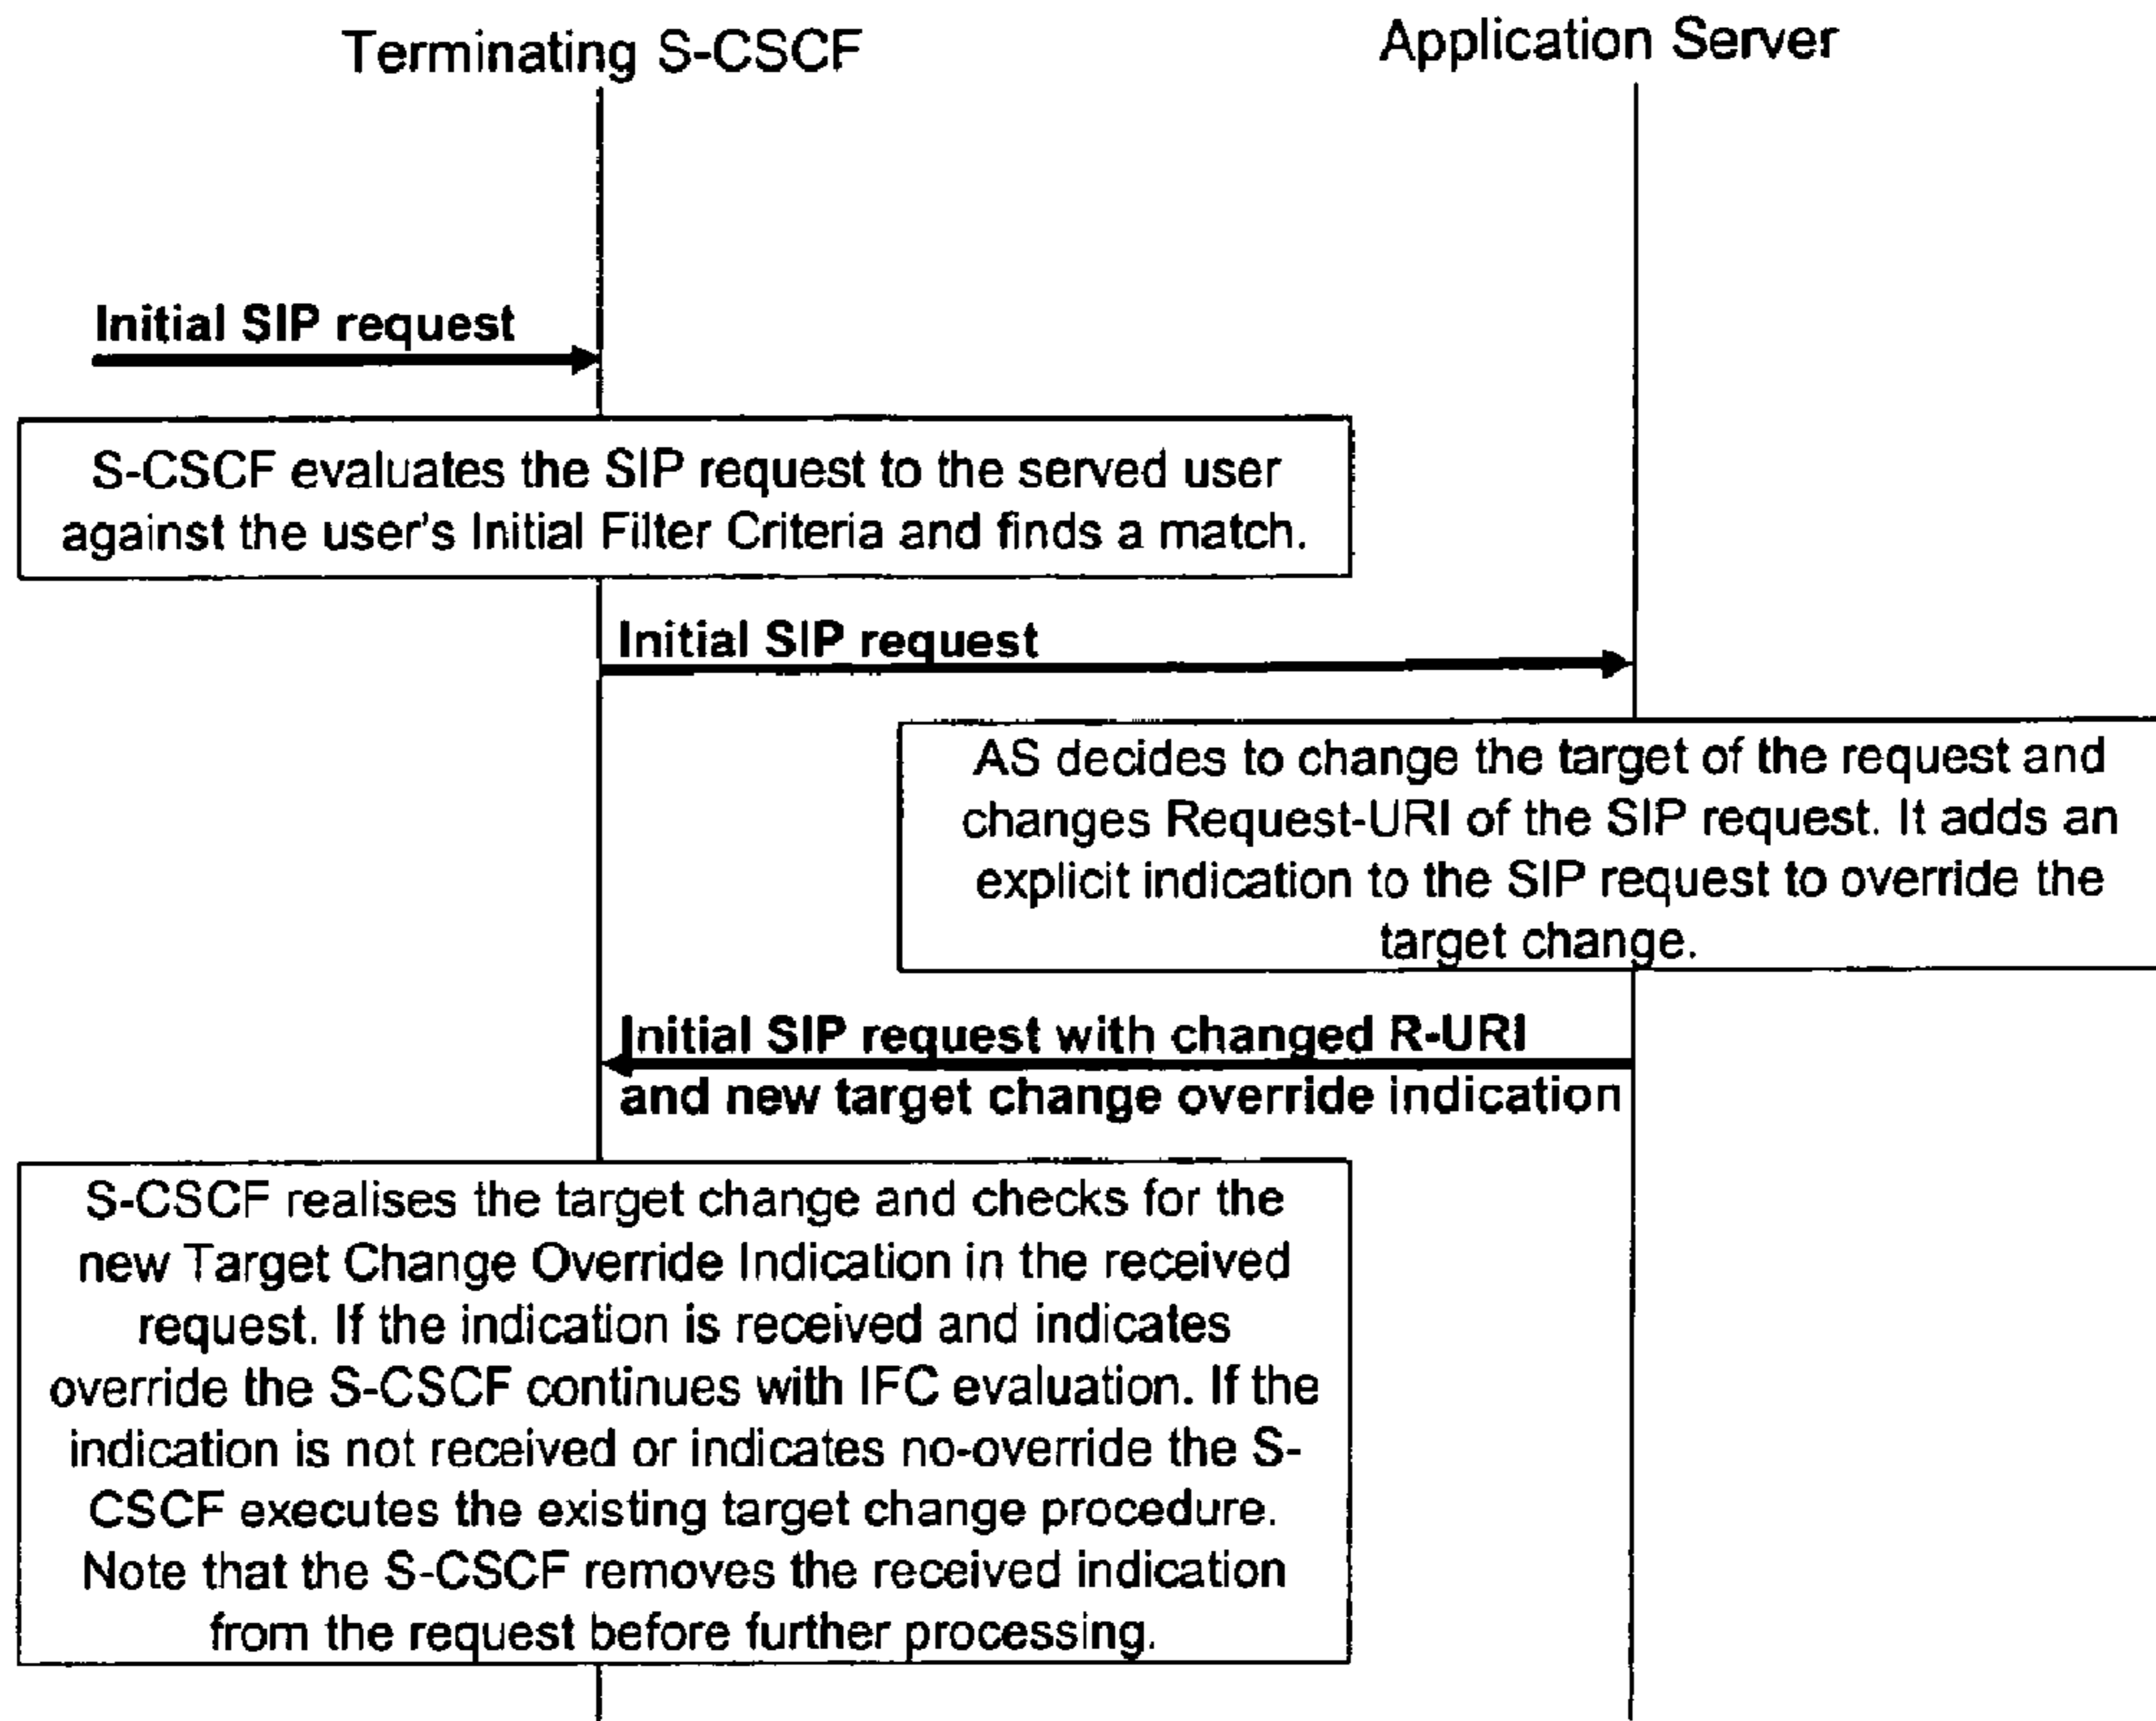 Terminating S-CSCF
Application Server
Initial SIP request
S-CSCF evaluates the SIP request to the served user
against the user's Initial Filter Criteria and finds a match.
Initial SIP request
AS decides to change the target of the request and
changes Request-URI of the SIP request. It adds an
explicit indication to the SIP request to override the
target change.
Initial SIP request with changed R-URI
and new target change override indication
S-CSCF realises the target change and checks for the
new Target Change Override Indication in the received
request. If the indication is received and indicates
override the S-CSCF continues with IFC evaluation. If the
indication is not received or indicates no-override the S-
CSCF executes the existing target change procedure.
Note that the S-CSCF removes the received indication
from the request before further processing.